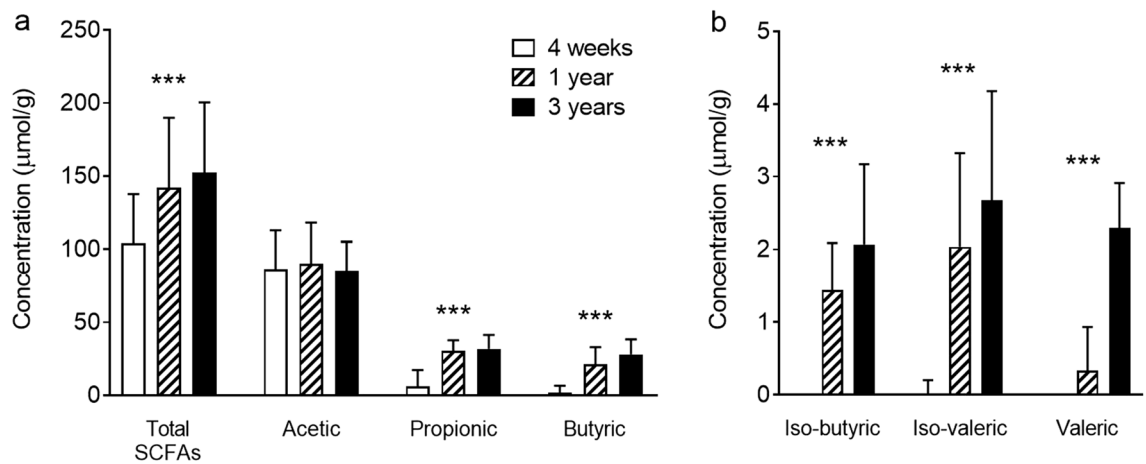 a
250
200
150
100
50
0
Concentration (μmol/g)
4 weeks
1 year
3 years
***
***
***
Total
SCFAs
Acetic
Propionic
Butyric
b
5
4
3
2
1
0
Concentration (μmol/g)
***
***
***
Iso-butyric
Iso-valeric
Valeric